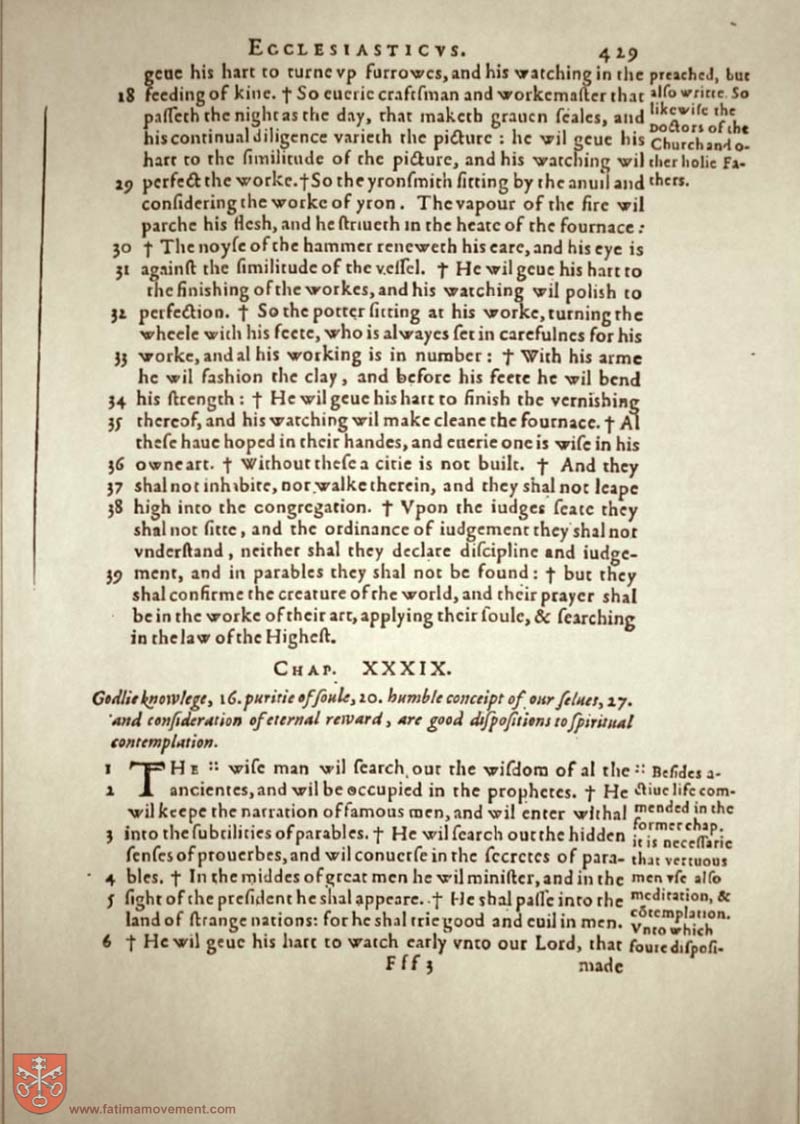 ECCLESIASTICVS. 429
geue his hart to turne vp furrowes, and his watching in the
18 feeding of kine. † So euerie craftſman and workemaſter that
paſſeth the night as the day, that maketh grauen ſeales, and
his continual diligence varieth the picture : he wil geue his
hart to the ſimilitude of the picture, and his watching wil
29 perfect the worke. † So the yronſmith ſitting by the anuil and
conſidering the worke of yron. The vapour of the fire wil
parche his fleſh, and he ſtriueth in the heate of the fournace :
30 † The noyſe of the hammer reneweth his eare, and his eye is
31 againſt the ſimilitude of the veſſel. † He wil geue his hart to
the finiſhing of the workes, and his watching wil poliſh to
32 perfection. † So the potter ſitting at his worke, turning the
wheele with his feete, who is alwayes ſet in carefulnes for his
33 worke, and al his working is in number : † With his arme
he wil faſhion the clay, and before his feete he wil bend
34 his ſtrength : † He wil geue his hart to finiſh the verniſhing
35 thereof, and his watching wil make cleane the fournace. † Al
theſe haue hoped in their handes, and euerie one is wiſe in his
36 owne art. † Without theſe a citie is not built. † And they
37 shal not inhabite, nor walke therein, and they shal not leape
38 high into the congregation. † Vpon the iudges ſeate they
shal not ſitte, and the ordinance of iudgement they shal not
vnderſtand, neither shal they declare diſcipline and iudge-
39 ment, and in parables they shal not be found : † but they
shal confirme the creature of the world, and their prayer shal
be in the worke of their art, applying their ſoule, & ſearching
in the law of the Higheſt.
preached, but
alſo writte. So
likewiſe the
Doctors of the
Church and o-
ther holie Fa-
thers.
CHAP. XXXIX.
Godlie knowlege, 16. puritie of ſoule, 20. humble conceipt of our ſelues, 27.
and conſideration of eternal reward, are good diſpoſitions to ſpiritual
contemplation.
1 THE :: wiſe man wil ſearch out the wiſdom of al the
2 ancientes, and wil be occupied in the prophetes. † He
wil keepe the narration of famous men, and wil enter withal
3 into the ſubtilities of parables. † He wil ſearch out the hidden
ſenſes of prouerbes, and wil conuerſe in the ſecretes of para-
4 bles. † In the middes of great men he wil miniſter, and in the
5 ſight of the preſident he shal appeare. † He shal paſſe into the
land of ſtrange nations: for he shal trie good and euil in men.
6 † He wil geue his hart to watch early vnto our Lord, that
:: Beſides a-
ctiue life com-
mended in the
former chap.
it is neceſſarie
that vertuous
men vſe alſo
meditation, &
cõtemplation.
Vnto which
foure diſpoſi-
Fff 3 made
www.fatimamovement.com